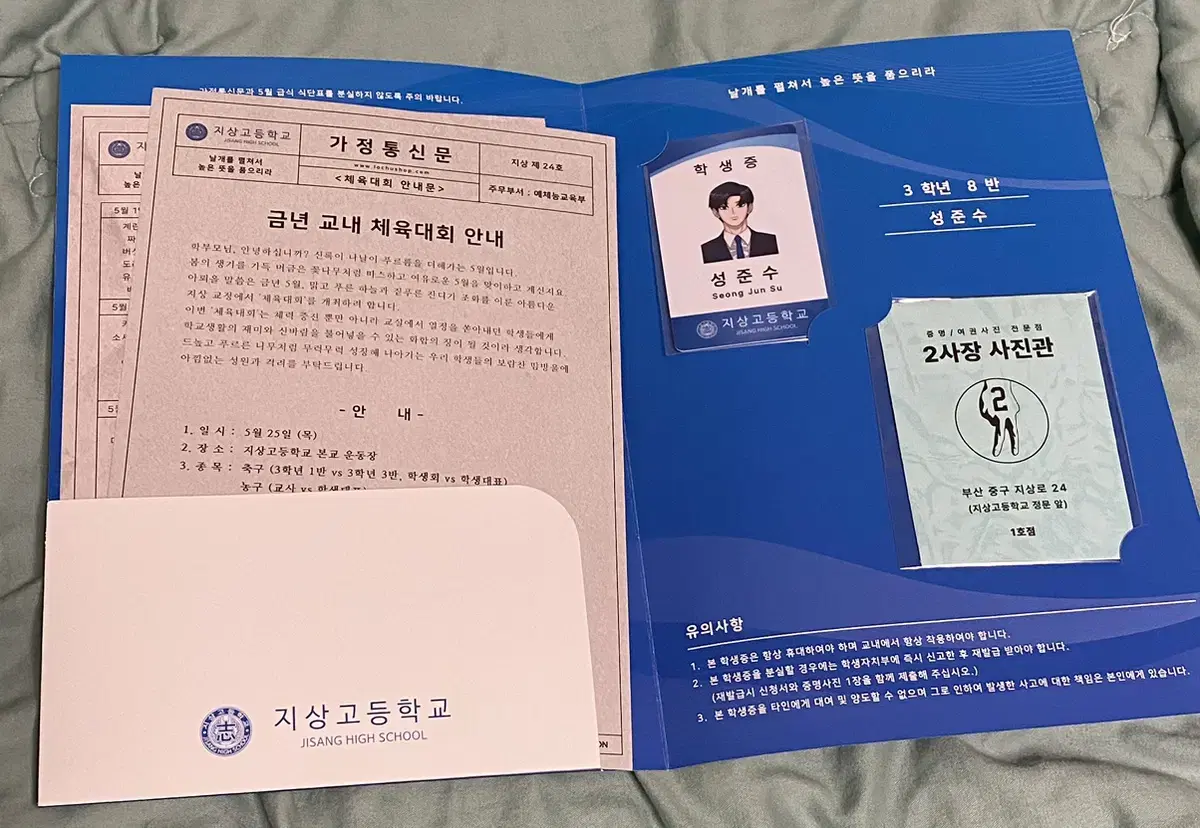 가정통신문과 5월 급식 식단표를 분실하지 않도록 주의 바랍니다.
지상고등학교
JISANG HIGH SCHOOL
날개를 펼쳐서
높은 뜻을 품으리라
가정통신문
www.lachoshop.com
<체육대회 안내문>
지상 제 24호
주무부서 : 예체능교육부
금년 교내 체육대회 안내
학부모님, 안녕하십니까? 신록이 나날이 푸르름을 더해가는 5월입니다.
봄의 생기를 가득 머금은 꽃나무처럼 싱그럽고 여유로운 5월을 맞이하고 계신지요
아뢰올 말씀은 금년 5월, 맑고 푸른 하늘과 짙푸른 잔디가 조화를 이룬 아름다운
지상 교정에서 '체육대회'를 개최하려 합니다.
이번 '체육대회'는 체력 증진 뿐만 아니라 교실에서 열정을 쏟아내던 학생들에게
학교생활의 재미와 신바람을 불어넣을 수 있는 화합의 장이 될 것이라 생각합니다.
드높고 푸르른 나무처럼 무럭무럭 성장해 나아가는 우리 학생들의 보람찬 땀방울에
아낌없는 성원과 격려를 부탁드립니다.
- 안 내 -
1. 일 시 : 5월 25일 (목)
2. 장 소 : 지상고등학교 본교 운동장
3. 종 목 : 축구 (3학년 1반 vs 3학년 3반, 학생회 vs 학생대표)
농구 (교사 vs 학생대표)
지상고등학교
JISANG HIGH SCHOOL
날개를 펼쳐서 높은 뜻을 품으리라
학생증
성준수
Seong Jun Su
지상고등학교
JISANG HIGH SCHOOL
3 학년 8 반
성준수
증명/여권사진 전문점
2사장 사진관
2
부산 중구 지상로 24
(지상고등학교 정문 앞)
1호점
유의사항
1. 본 학생증은 항상 휴대하여야 하며 교내에서 항상 착용하여야 합니다.
2. 본 학생증을 분실할 경우에는 학생자치부에 즉시 신고한 후 재발급 받아야 합니다.
(재발급시 신청서와 증명사진 1장을 함께 제출해 주십시오.)
3. 본 학생증을 타인에게 대여 및 양도할 수 없으며 그로 인하여 발생한 사고에 대한 책임은 본인에게 있습니다.